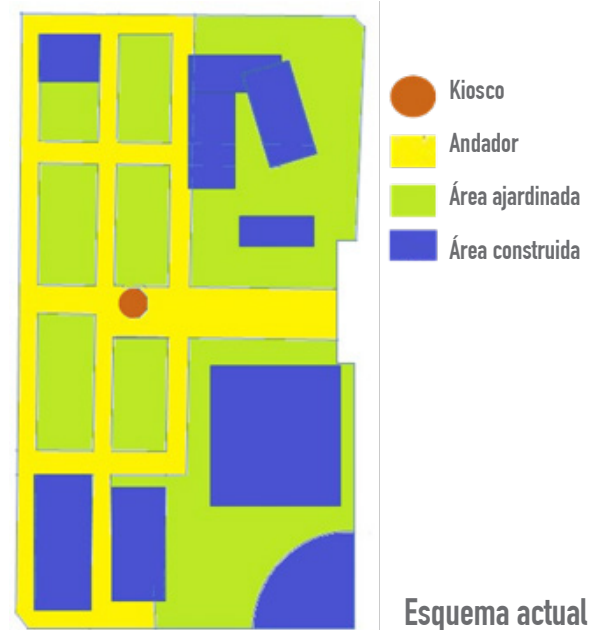 Kiosco
Andador
Área ajardinada
Área construida
Esquema actual